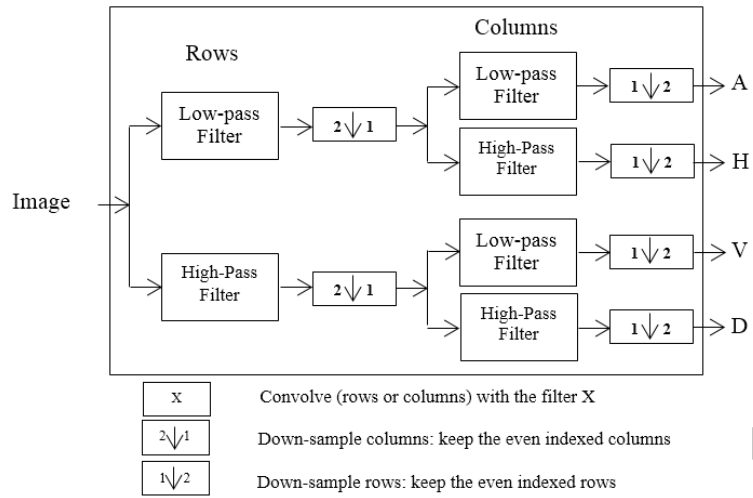 Columns
Rows
Low-pass
Filter
1 2
A
Low-pass
Filter
2 1
High-Pass
Filter
1 2
H
Image
Low-pass
Filter
1 2
V
High-Pass
Filter
2 1
High-Pass
Filter
1 2
D
X
Convolve (rows or columns) with the filter X
2 1
Down-sample columns: keep the even indexed columns
1 2
Down-sample rows: keep the even indexed rows